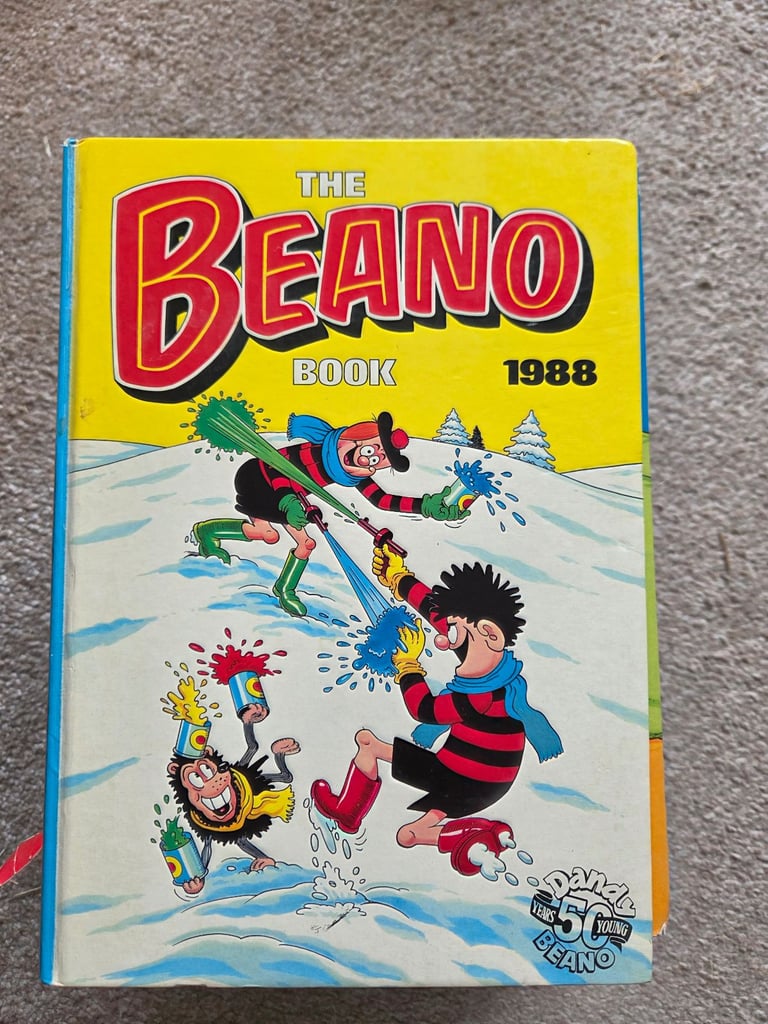 THE
BEANO
BOOK 1988
Dandy
YEARS 50 YOUNG
BEANO